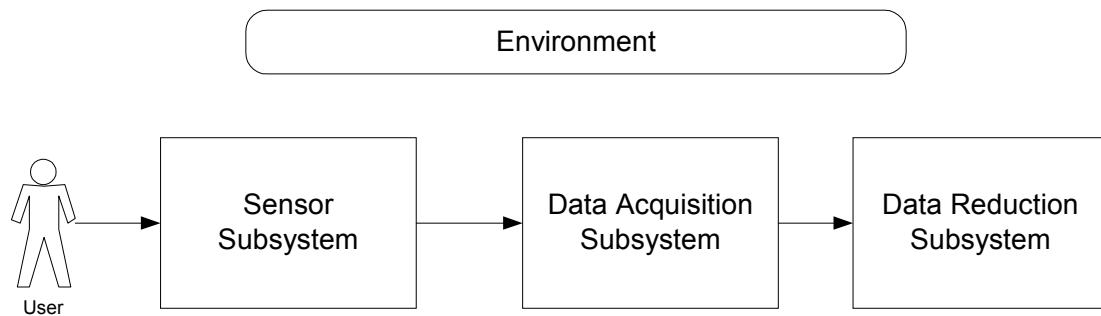 Environment
Sensor
Subsystem
Data Acquisition
Subsystem
Data Reduction
Subsystem
User